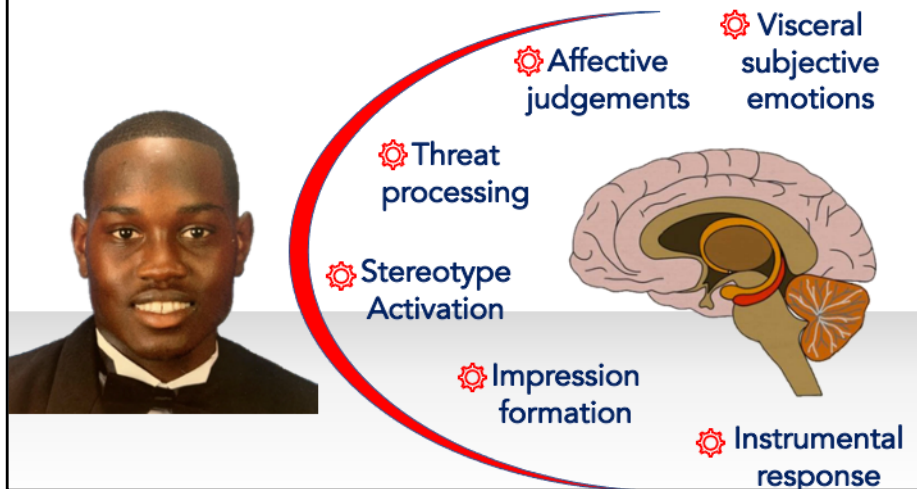 Visceral
subjective
emotions
Affective
judgements
Threat
processing
Stereotype
Activation
Impression
formation
Instrumental
response